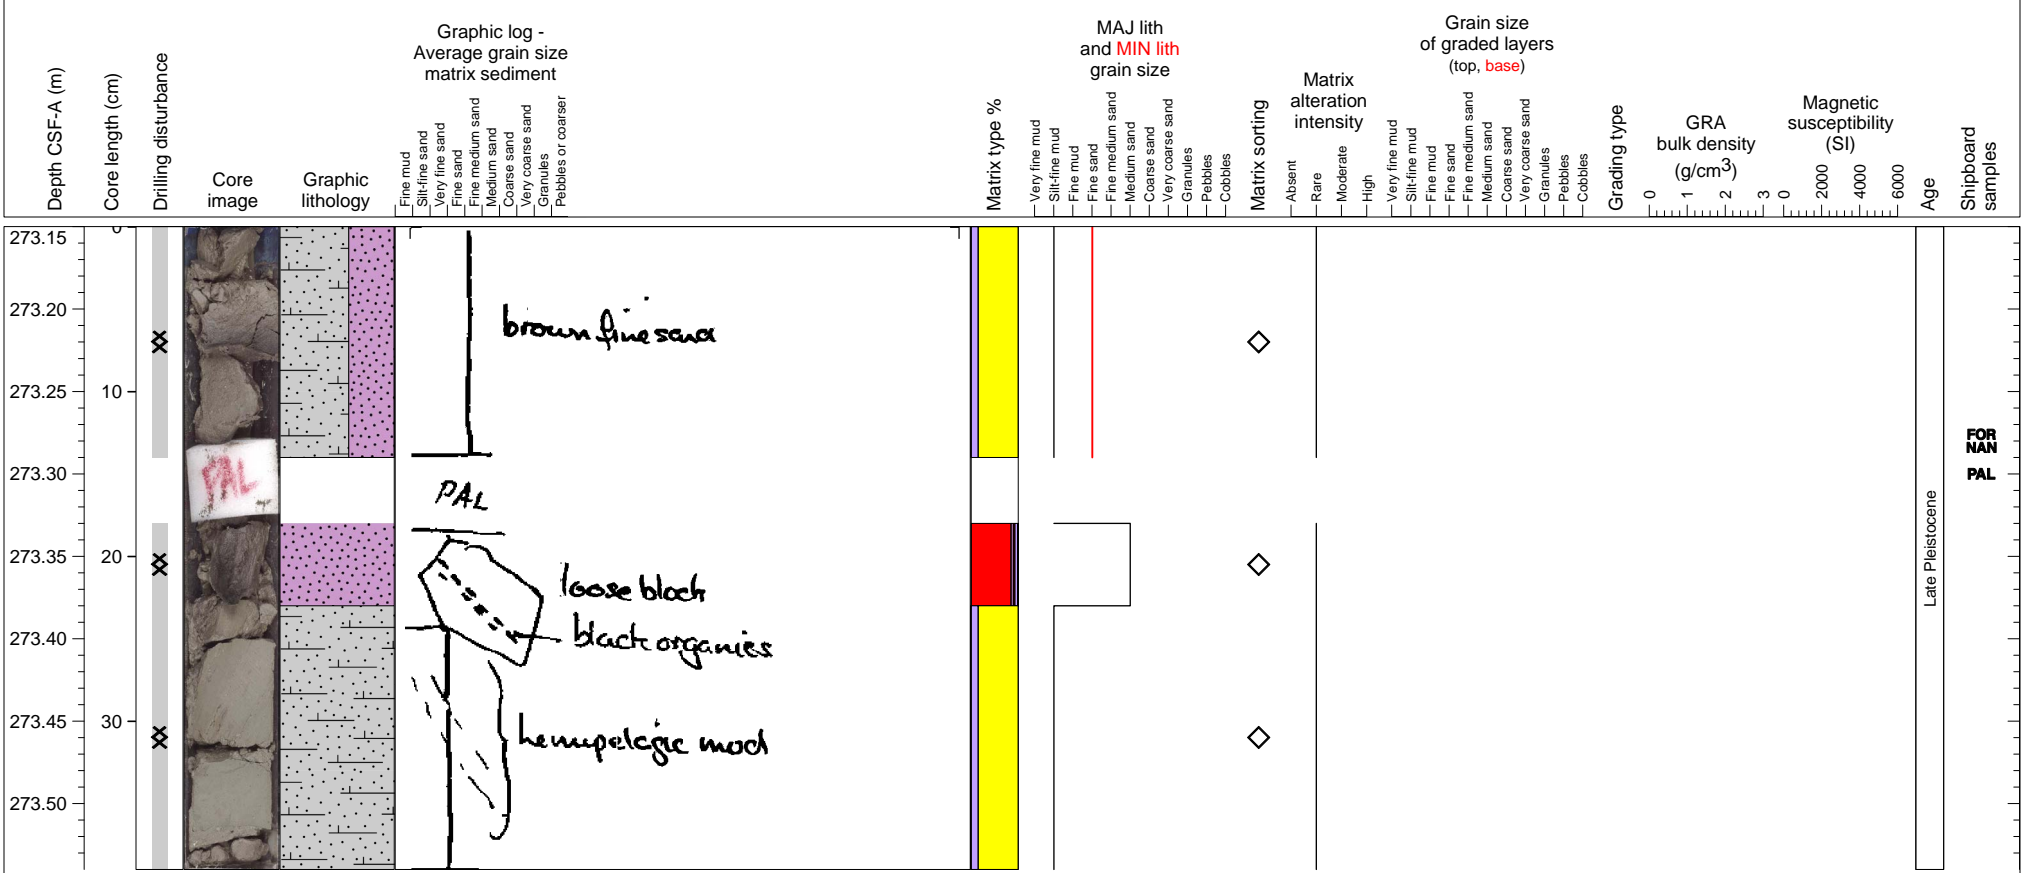 Depth CSF-A (m)
Core length (cm)
Drilling disturbance
Core
image
Graphic
lithology
Graphic log -
Average grain size
matrix sediment
Fine mud
Silt-fine sand
Very fine sand
Fine sand
Fine medium sand
Medium sand
Coarse sand
Very coarse sand
Granules
Pebbles or coarser
Matrix type %
MAJ lith
and MIN lith
grain size
Very fine mud
Silt-fine mud
Fine mud
Fine sand
Fine medium sand
Medium sand
Coarse sand
Very coarse sand
Granules
Pebbles
Cobbles
Matrix sorting
Matrix
alteration
intensity
Absent
Rare
Moderate
High
Grain size
of graded layers
(top, base)
Very fine mud
Silt-fine mud
Fine mud
Fine sand
Fine medium sand
Medium sand
Coarse sand
Very coarse sand
Granules
Pebbles
Cobbles
Grading type
GRA
bulk density
(g/cm3)
0 1 2 3
Magnetic
susceptibility
(SI)
0 2000 4000 6000
Age
Shipboard
samples
273.15
273.20
273.25
273.30
273.35
273.40
273.45
273.50
0
10
20
30
PAL
brown fine sand
PAL
loose block
black organics
hemipelagic mud
Late Pleistocene
FOR
NAN
PAL